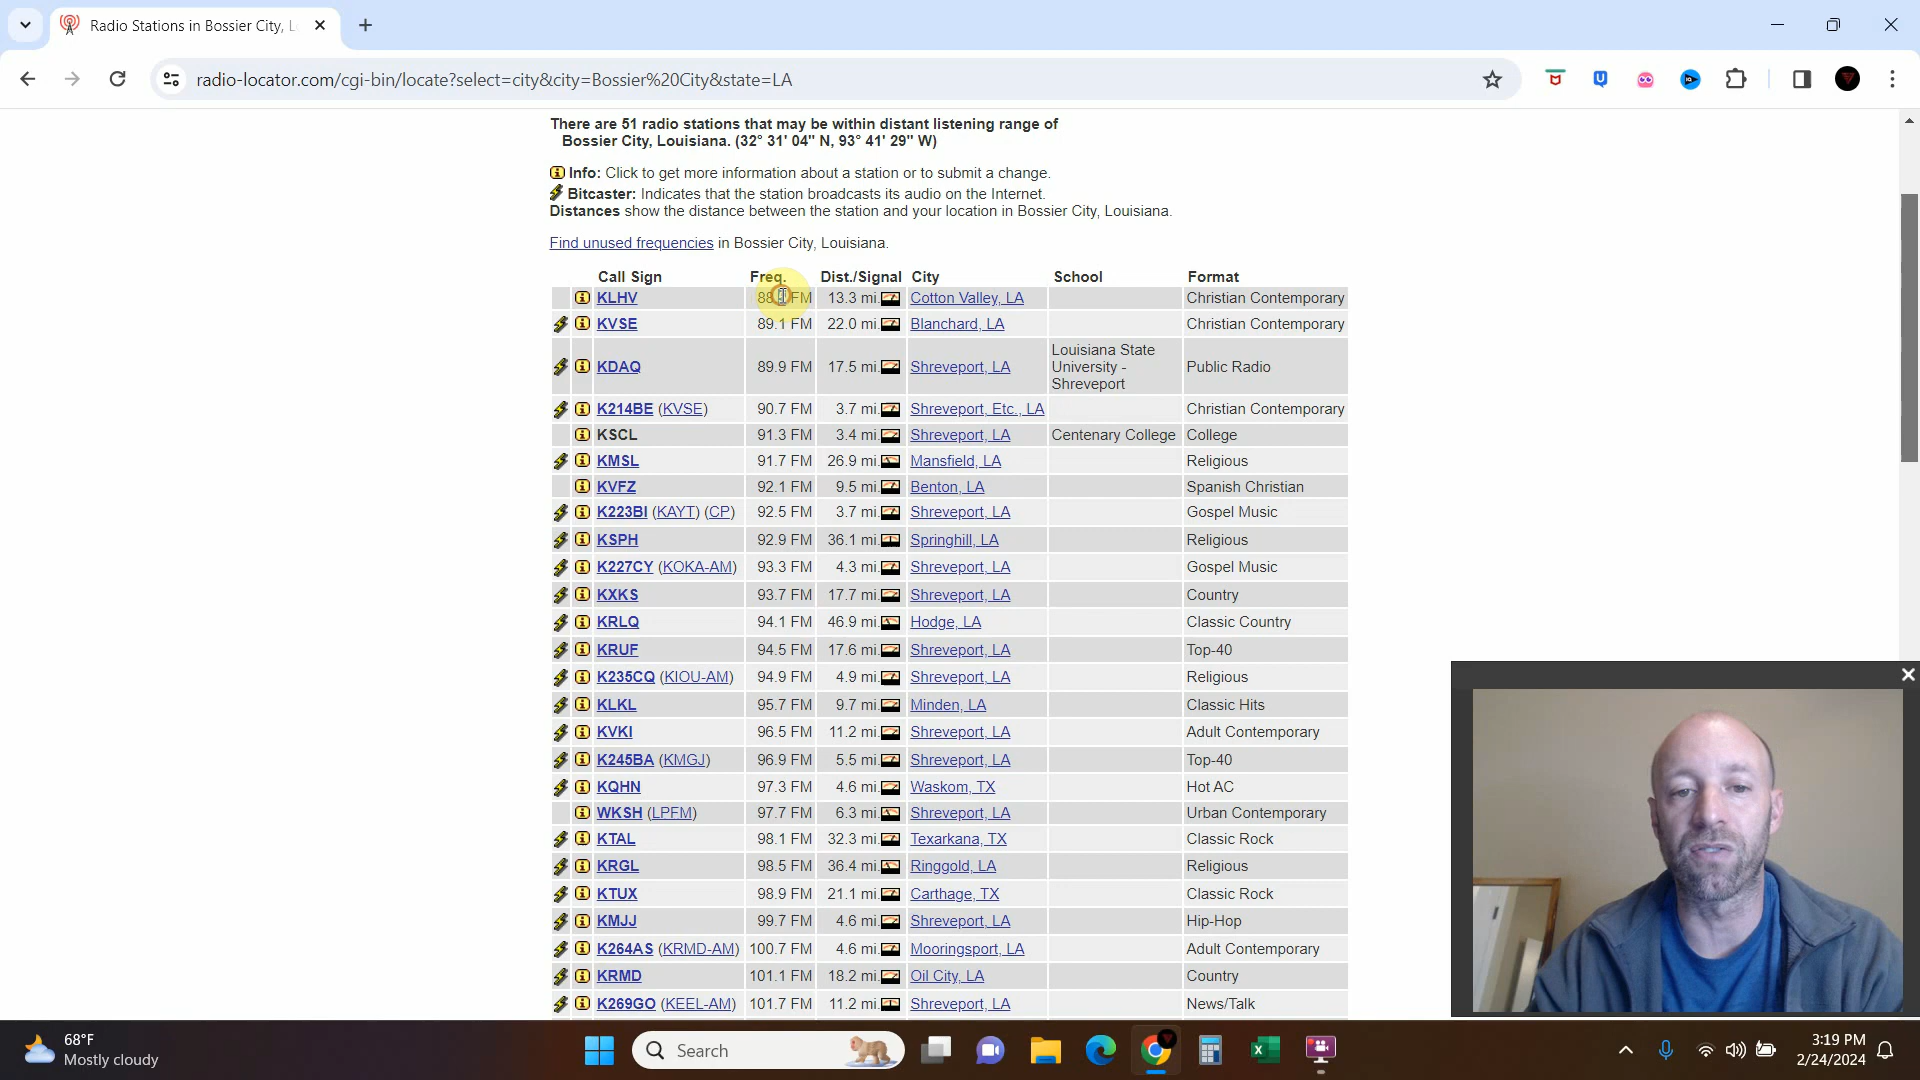 Radio Stations in Bossier City, L
radio-locator.com/cgi-bin/locate?select=city&city=Bossier%20City&state=LA
There are 51 radio stations that may be within distant listening range of
Bossier City, Louisiana. (32° 31' 04" N, 93° 41' 29" W)
Info: Click to get more information about a station or to submit a change.
Bitcaster: Indicates that the station broadcasts its audio on the Internet.
Distances show the distance between the station and your location in Bossier City, Louisiana.
Find unused frequencies in Bossier City, Louisiana.
Call Sign Freq. Dist./Signal City School Format
KLHV FM 13.3 mi. Cotton Valley, LA Christian Contemporary
KVSE 89.1 FM 22.0 mi. Blanchard, LA Christian Contemporary
KDAQ 89.9 FM 17.5 mi. Shreveport, LA Louisiana State University - Shreveport Public Radio
K214BE (KVSE) 90.7 FM 3.7 mi. Shreveport, Etc., LA Christian Contemporary
KSCL 91.3 FM 3.4 mi. Shreveport, LA Centenary College College
KMSL 91.7 FM 26.9 mi. Mansfield, LA Religious
KVFZ 92.1 FM 9.5 mi. Benton, LA Spanish Christian
K223BI (KAYT) (CP) 92.5 FM 3.7 mi. Shreveport, LA Gospel Music
KSPH 92.9 FM 36.1 mi. Springhill, LA Religious
K227CY (KOKA-AM) 93.3 FM 4.3 mi. Shreveport, LA Gospel Music
KXKS 93.7 FM 17.7 mi. Shreveport, LA Country
KRLQ 94.1 FM 46.9 mi. Hodge, LA Classic Country
KRUF 94.5 FM 17.6 mi. Shreveport, LA Top-40
K235CQ (KIOU-AM) 94.9 FM 4.9 mi. Shreveport, LA Religious
KLKL 95.7 FM 9.7 mi. Minden, LA Classic Hits
KVKI 96.5 FM 11.2 mi. Shreveport, LA Adult Contemporary
K245BA (KMGJ) 96.9 FM 5.5 mi. Shreveport, LA Top-40
KQHN 97.3 FM 4.6 mi. Waskom, TX Hot AC
WKSH (LPFM) 97.7 FM 6.3 mi. Shreveport, LA Urban Contemporary
KTAL 98.1 FM 32.3 mi. Texarkana, TX Classic Rock
KRGL 98.5 FM 36.4 mi. Ringgold, LA Religious
KTUX 98.9 FM 21.1 mi. Carthage, TX Classic Rock
KMJJ 99.7 FM 4.6 mi. Shreveport, LA Hip-Hop
K264AS (KRMD-AM) 100.7 FM 4.6 mi. Mooringsport, LA Adult Contemporary
KRMD 101.1 FM 18.2 mi. Oil City, LA Country
K269GO (KEEL-AM) 101.7 FM 11.2 mi. Shreveport, LA News/Talk
68°F
Mostly cloudy
Search
3:19 PM
2/24/2024